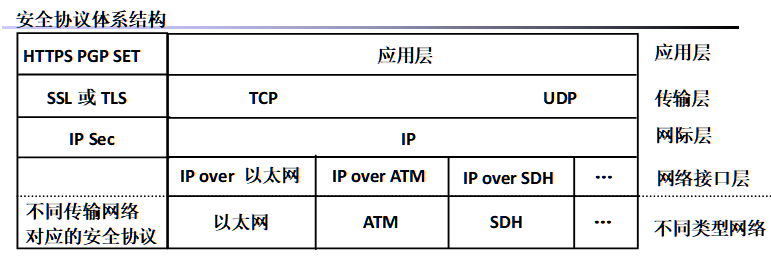 安全协议体系结构
HTTPS PGP SET 应用层 应用层
SSL 或 TLS TCP UDP 传输层
IP Sec IP 网际层
IP over 以太网 IP over ATM IP over SDH ··· 网络接口层
不同传输网络
对应的安全协议 以太网 ATM SDH ··· 不同类型网络